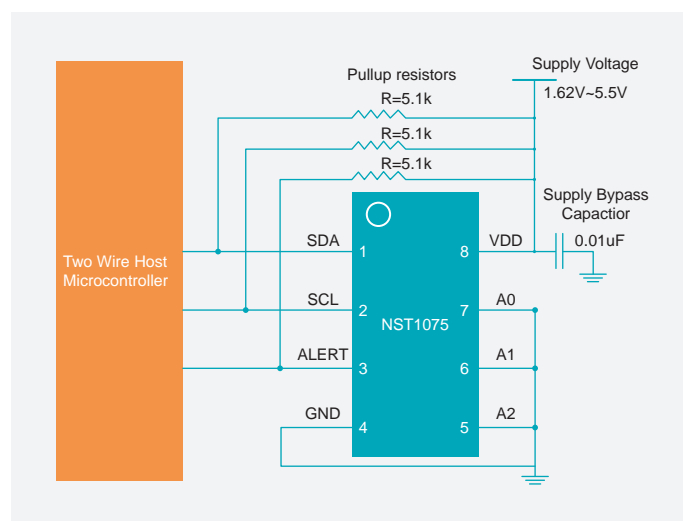 Supply Voltage
1.62V~5.5V
Pullup resistors
R=5.1k
R=5.1k
R=5.1k
Supply Bypass
Capactior
0.01uF
Two Wire Host
Microcontroller
SDA
1
8
VDD
SCL
2
7
A0
NST1075
ALERT
3
6
A1
GND
4
5
A2